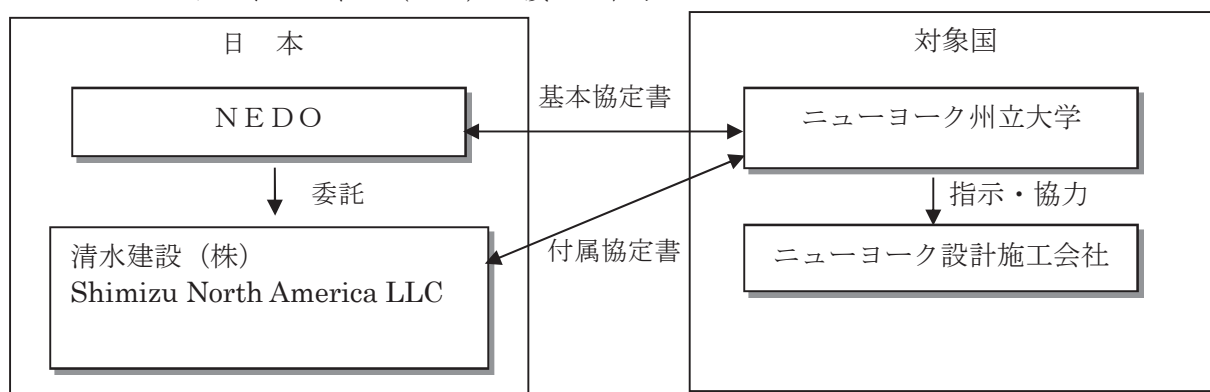 日　本
対象国
ＮＥＤＯ
基本協定書
ニューヨーク州立大学
委託
指示・協力
清水建設（株）
Shimizu North America LLC
付属協定書
ニューヨーク設計施工会社